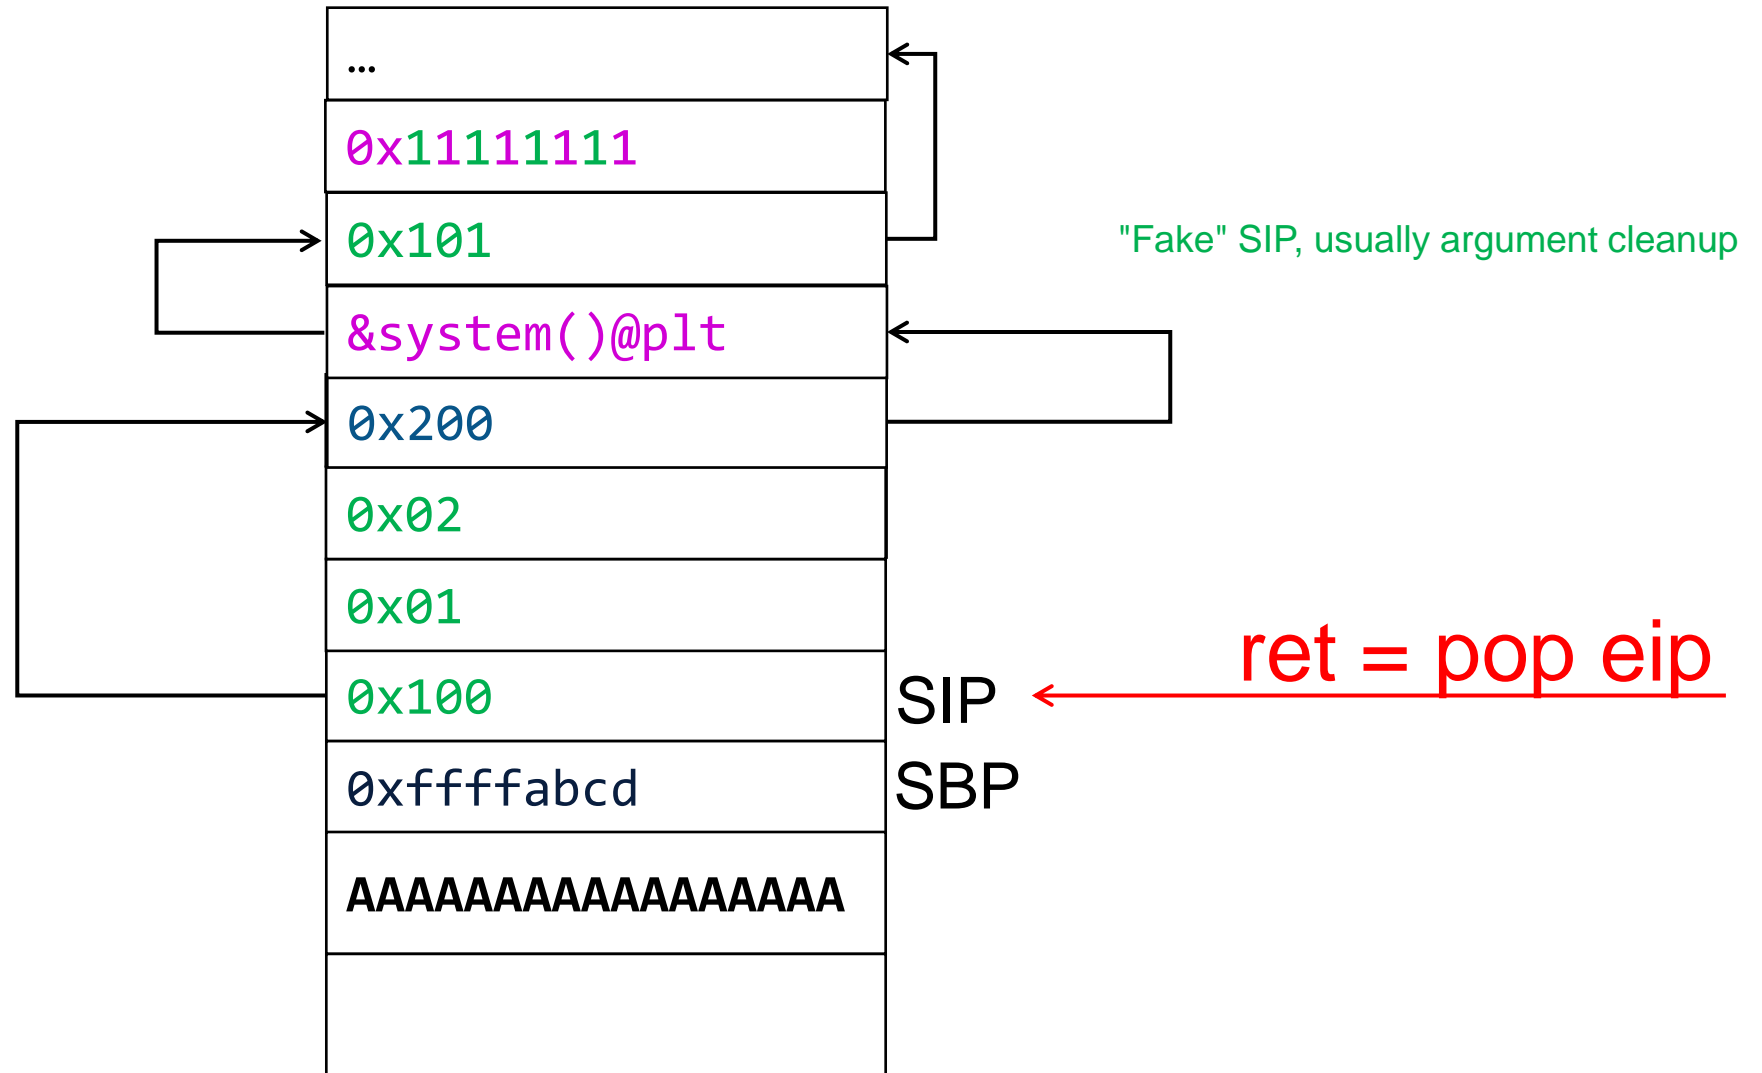 …
0x11111111
0x101
"Fake" SIP, usually argument cleanup
&system()@plt
0x200
0x02
0x01
ret = pop eip
0x100
SIP
0xffffabcd
SBP
AAAAAAAAAAAAAAAAA